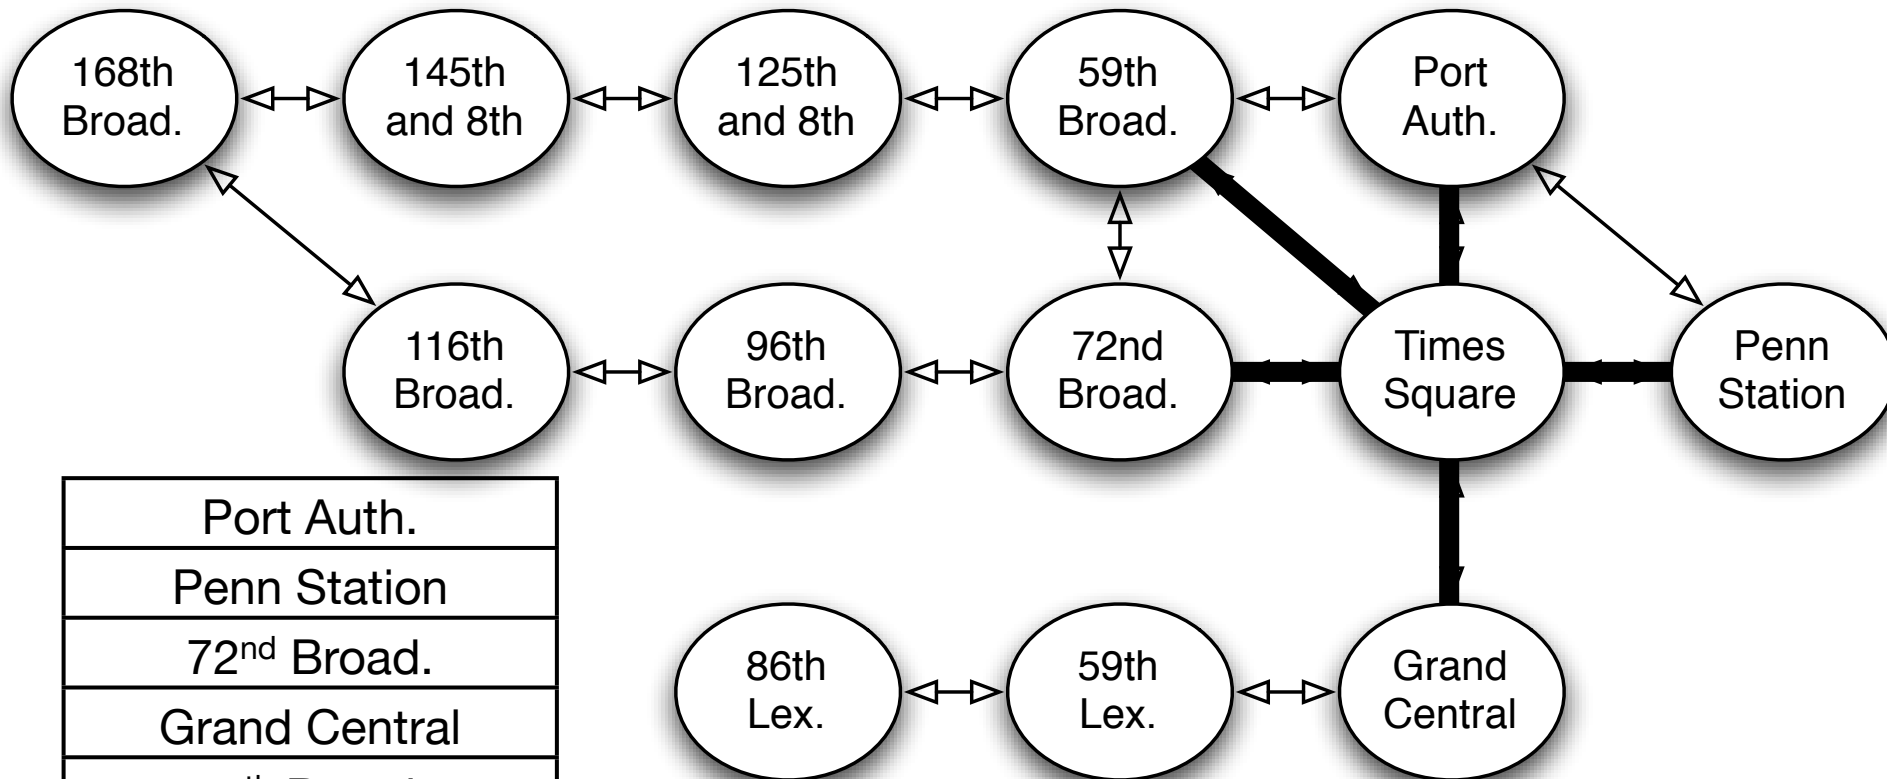 168th
Broad.
145th
and 8th
125th
and 8th
59th
Broad.
Port
Auth.
116th
Broad.
96th
Broad.
72nd
Broad.
Times
Square
Penn
Station
Port Auth.
Penn Station
72nd Broad.
Grand Central
86th
Lex.
59th
Lex.
Grand
Central